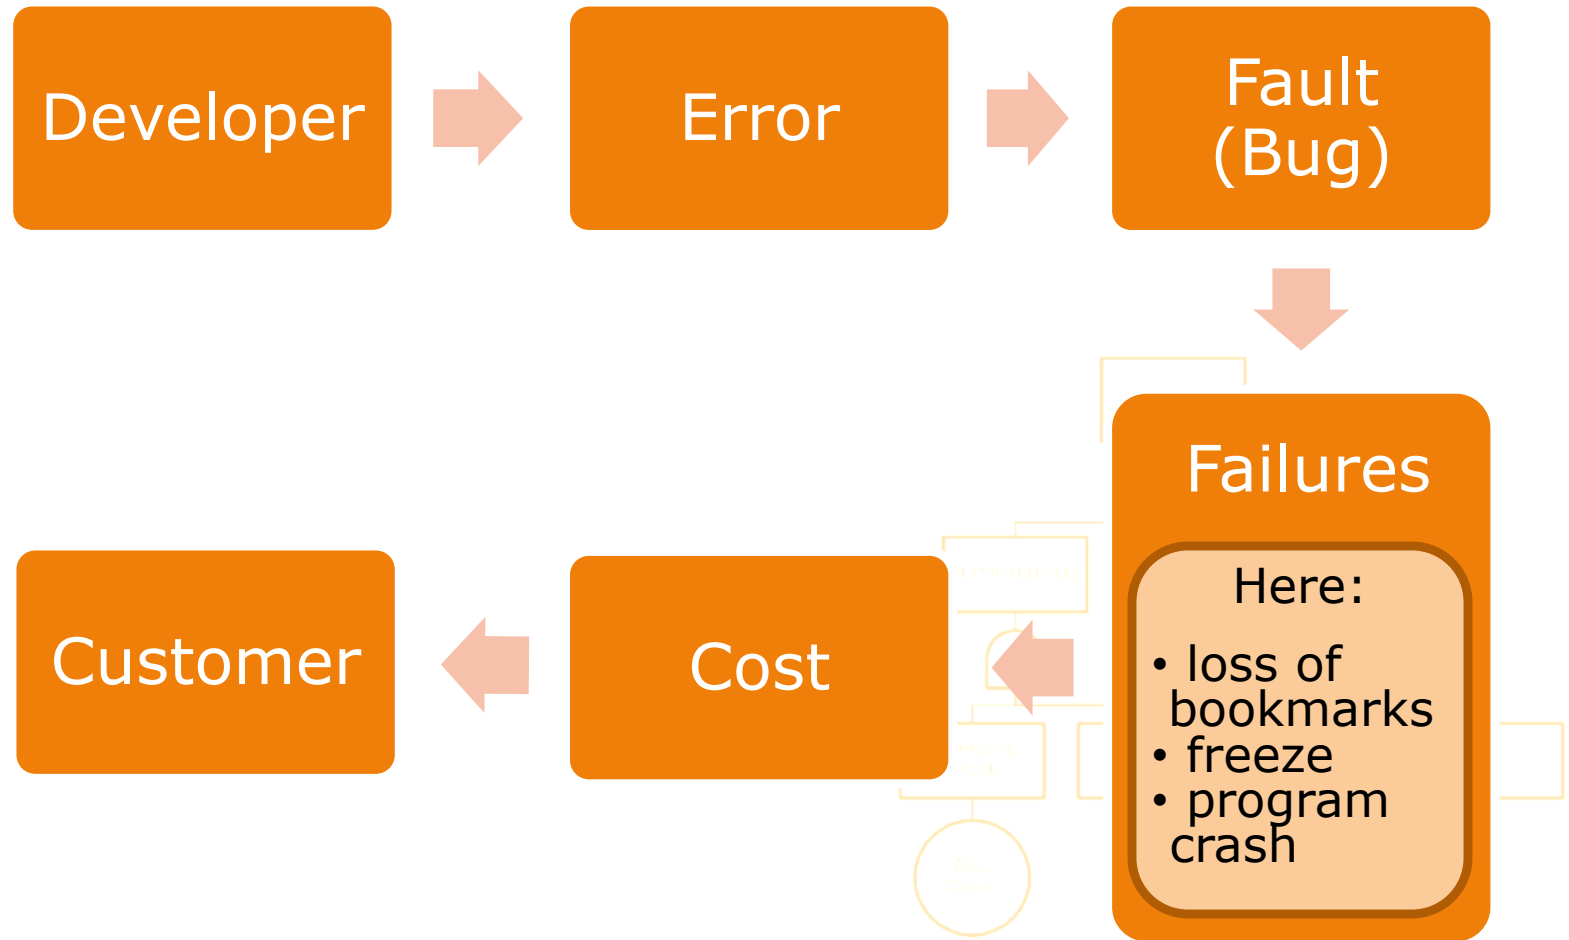 Developer
Error
Fault
(Bug)
Failures
Here:
• loss of
bookmarks
• freeze
• program
crash
Cost
Customer